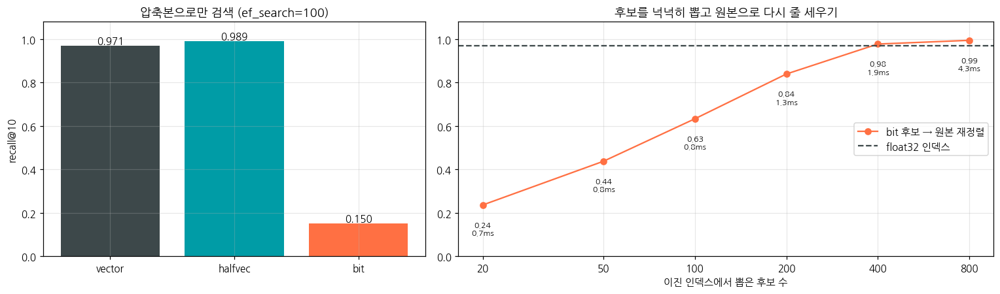 압축본으로만 검색 (ef_search=100)
recall@10
1.0
0.8
0.6
0.4
0.2
0.0
0.971
0.989
0.150
vector
halfvec
bit
후보를 넉넉히 뽑고 원본으로 다시 줄 세우기
1.0
0.8
0.6
0.4
0.2
0.0
0.24
0.7ms
0.44
0.8ms
0.63
0.8ms
0.84
1.3ms
0.98
1.9ms
0.99
4.3ms
bit 후보 → 원본 재정렬
float32 인덱스
20
50
100
200
400
800
이진 인덱스에서 뽑은 후보 수